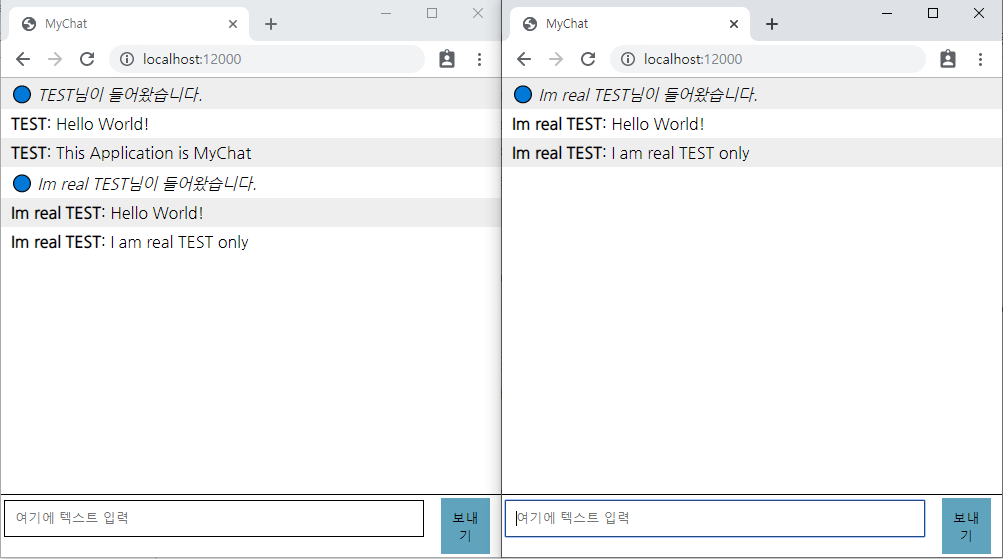 MyChat
localhost:12000
TEST님이 들어왔습니다.
TEST: Hello World!
TEST: This Application is MyChat
Im real TEST님이 들어왔습니다.
Im real TEST: Hello World!
Im real TEST: I am real TEST only
여기에 텍스트 입력
보내
기
MyChat
localhost:12000
Im real TEST님이 들어왔습니다.
Im real TEST: Hello World!
Im real TEST: I am real TEST only
여기에 텍스트 입력
보내
기